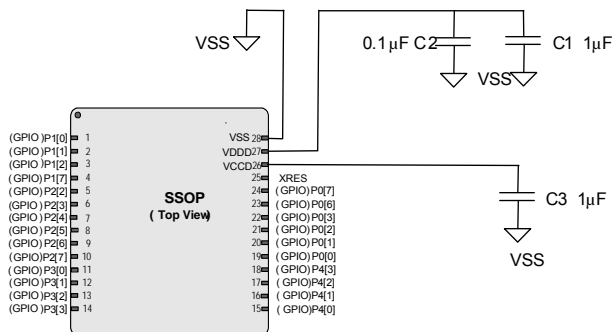 VSS
0.1µF C2
C1 1µF
VSS
(GPIO)P1[0] 1
(GPIO)P1[1] 2
(GPIO)P1[2] 3
(GPIO)P1[7] 4
(GPIO)P2[2] 5
(GPIO)P2[3] 6
(GPIO)P2[4] 7
(GPIO)P2[5] 8
(GPIO)P2[6] 9
(GPIO)P2[7] 10
(GPIO)P3[0] 11
(GPIO)P3[1] 12
(GPIO)P3[2] 13
(GPIO)P3[3] 14
SSOP
(Top View)
VSS 28
VDDD 27
VCCD 26
25 XRES
24 (GPIO)P0[7]
23 (GPIO)P0[6]
22 (GPIO)P0[3]
21 (GPIO)P0[2]
20 (GPIO)P0[1]
19 (GPIO)P0[0]
18 (GPIO)P4[3]
17 (GPIO)P4[2]
16 (GPIO)P4[1]
15 (GPIO)P4[0]
C3 1µF
VSS